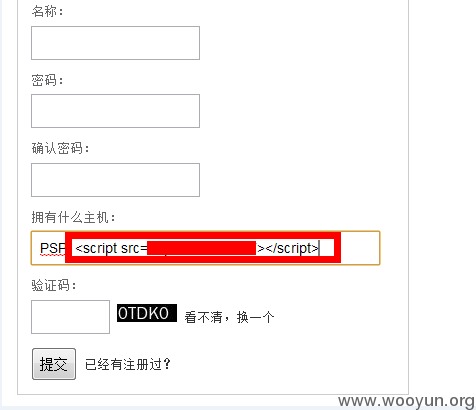 名称：
密码：
确认密码：
拥有什么主机：
PSP <script src= ></script>
验证码：
0TDK0 看不清，换一个
提交 已经有注册过？
www.wooyun.org